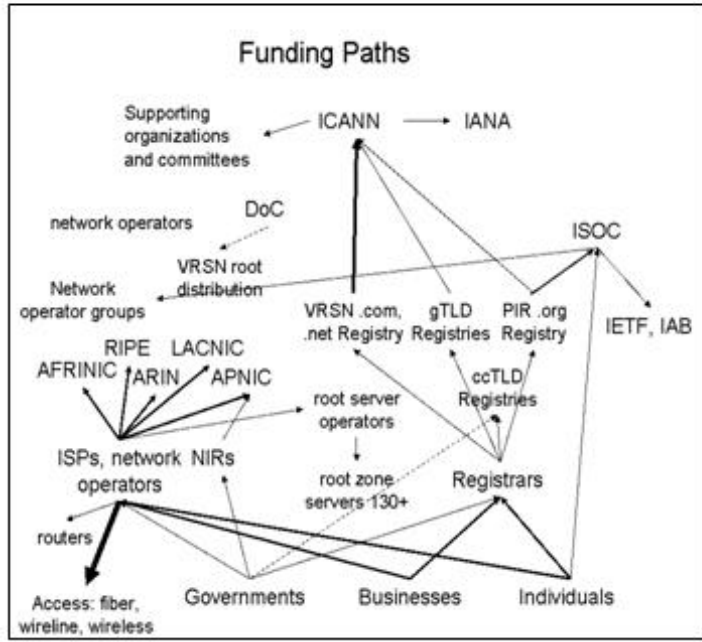 Funding Paths
Supporting
organizations
and committees
ICANN
IANA
network operators
DoC
ISOC
VRSN root
distribution
Network
operator groups
VRSN .com,
.net Registry
gTLD
Registries
PIR .org
Registry
IETF, IAB
RIPE
LACNIC
AFRINIC
ARIN
APNIC
ccTLD
Registries
root server
operators
ISPs, network
operators
NIRs
root zone
servers 130+
Registrars
routers
Access: fiber,
wireline, wireless
Governments
Businesses
Individuals